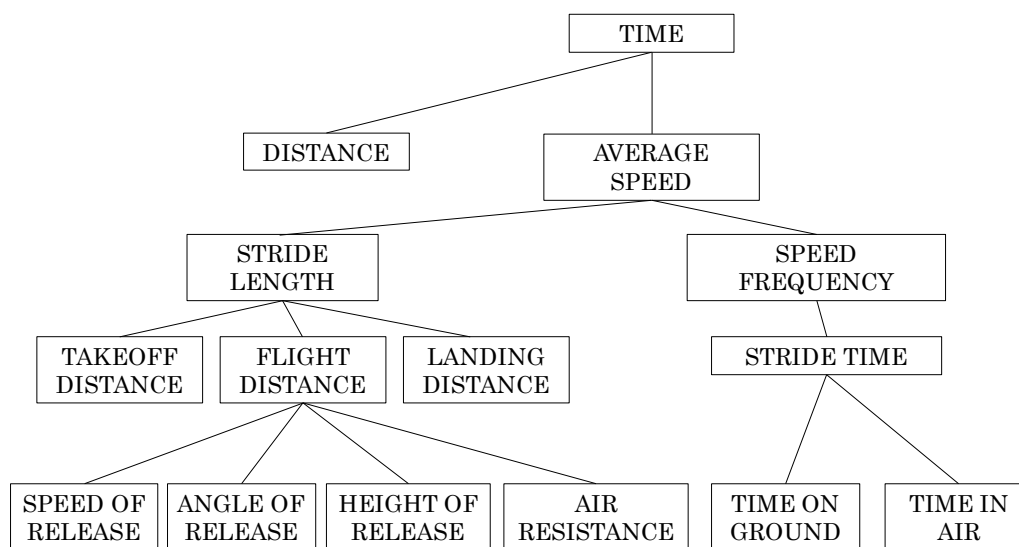 TIME
DISTANCE
AVERAGE
SPEED
STRIDE
LENGTH
SPEED
FREQUENCY
TAKEOFF
DISTANCE
FLIGHT
DISTANCE
LANDING
DISTANCE
STRIDE TIME
SPEED OF
RELEASE
ANGLE OF
RELEASE
HEIGHT OF
RELEASE
AIR
RESISTANCE
TIME ON
GROUND
TIME IN
AIR